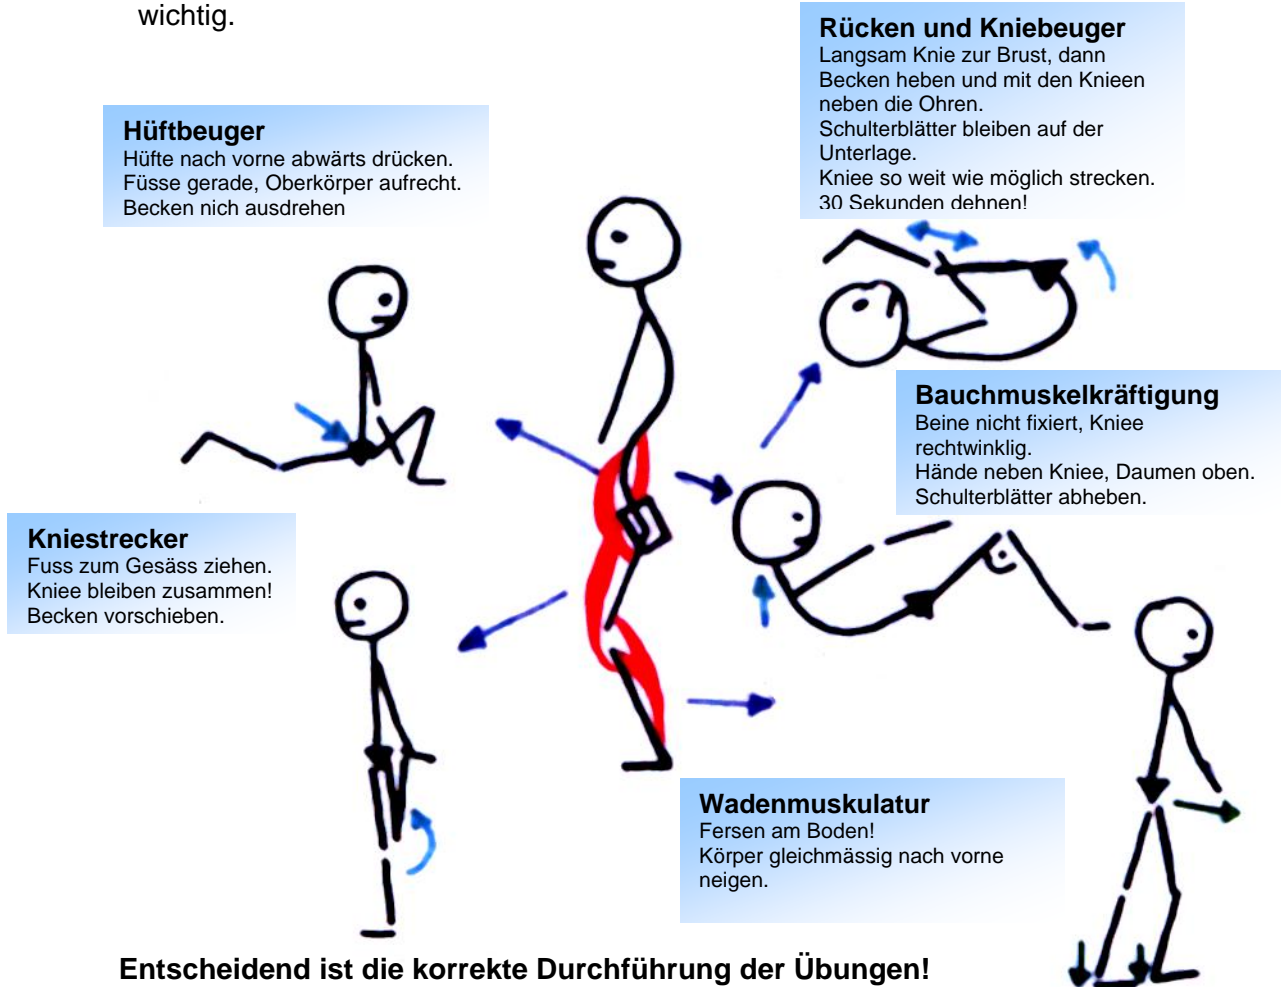 wichtig.
Rücken und Kniebeuger
Langsam Knie zur Brust, dann
Becken heben und mit den Knieen
neben die Ohren.
Schulterblätter bleiben auf der
Unterlage.
Kniee so weit wie möglich strecken.
30 Sekunden dehnen!
Hüftbeuger
Hüfte nach vorne abwärts drücken.
Füsse gerade, Oberkörper aufrecht.
Becken nich ausdrehen
Bauchmuskelkräftigung
Beine nicht fixiert, Kniee
rechtwinklig.
Hände neben Kniee, Daumen oben.
Schulterblätter abheben.
Kniestrecker
Fuss zum Gesäss ziehen.
Kniee bleiben zusammen!
Becken vorschieben.
Wadenmuskulatur
Fersen am Boden!
Körper gleichmässig nach vorne
neigen.
Entscheidend ist die korrekte Durchführung der Übungen!